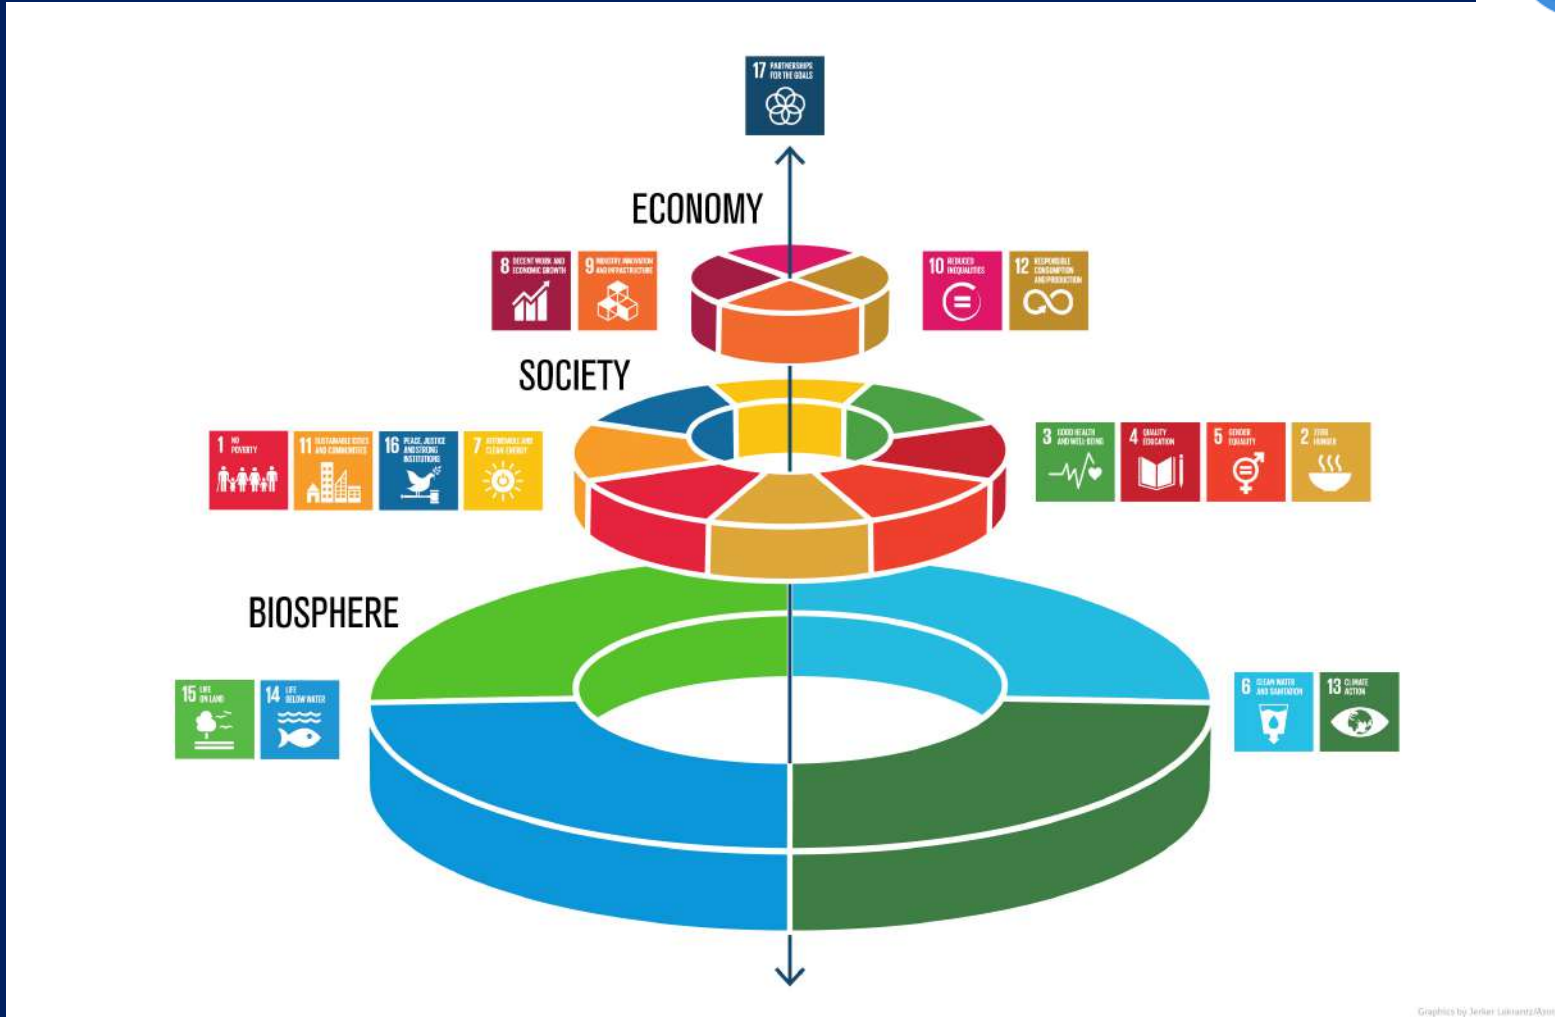 17 PARTNERSHIPS
FOR THE GOALS
ECONOMY
8 DECENT WORK AND
ECONOMIC GROWTH
9 INDUSTRY, INNOVATION
AND INFRASTRUCTURE
10 REDUCED
INEQUALITIES
12 RESPONSIBLE
CONSUMPTION
AND PRODUCTION
SOCIETY
1 NO
POVERTY
11 SUSTAINABLE CITIES
AND COMMUNITIES
16 PEACE, JUSTICE
AND STRONG
INSTITUTIONS
7 AFFORDABLE AND
CLEAN ENERGY
3 GOOD HEALTH
AND WELL-BEING
4 QUALITY
EDUCATION
5 GENDER
EQUALITY
2 ZERO
HUNGER
BIOSPHERE
15 LIFE
ON LAND
14 LIFE
BELOW WATER
6 CLEAN WATER
AND SANITATION
13 CLIMATE
ACTION
Graphics by Jerker